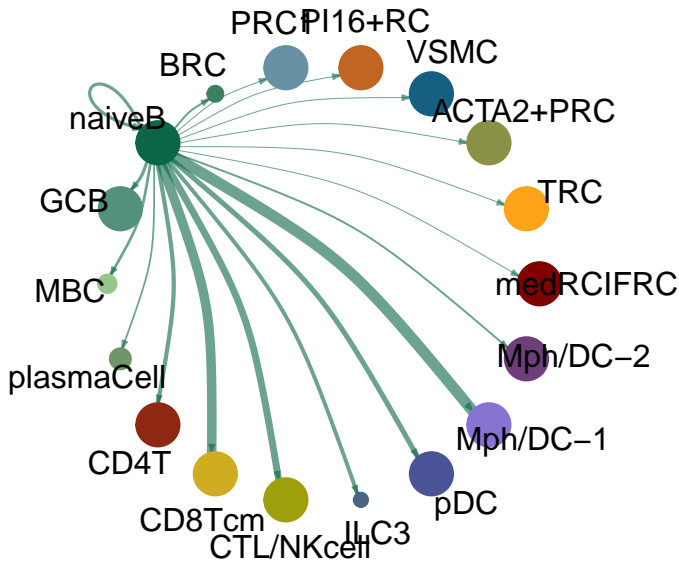 PRC1
PI16+RC
VSMC
BRC
ACTA2+PRC
naiveB
TRC
GCB
medRCIFRC
MBC
Mph/DC−2
plasmaCell
Mph/DC−1
CD4T
pDC
CD8Tcm
ILC3
CTL/NKcell